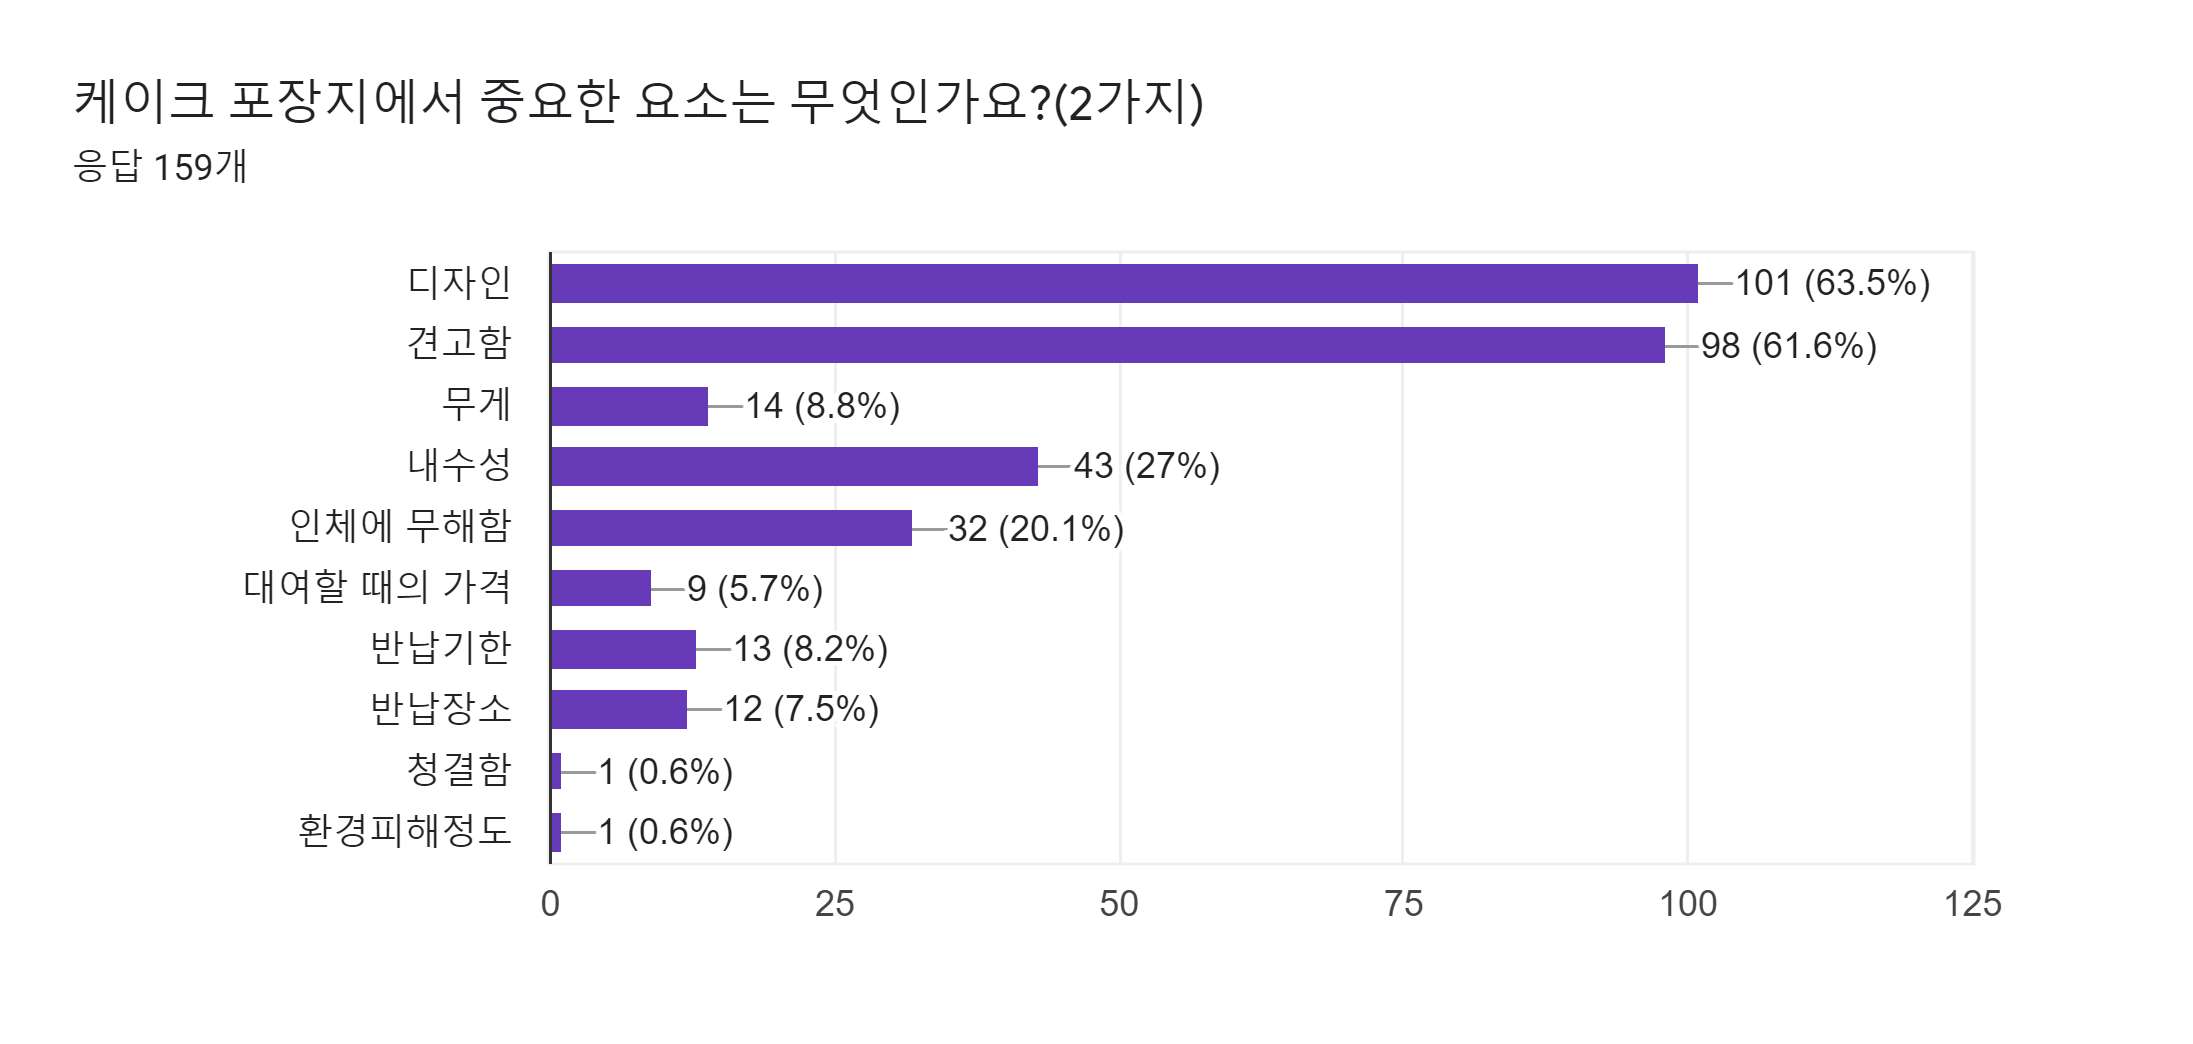 케이크 포장지에서 중요한 요소는 무엇인가요?(2가지)
응답 159개
디자인 101 (63.5%)
견고함 98 (61.6%)
무게 14 (8.8%)
내수성 43 (27%)
인체에 무해함 32 (20.1%)
대여할 때의 가격 9 (5.7%)
반납기한 13 (8.2%)
반납장소 12 (7.5%)
청결함 1 (0.6%)
환경피해정도 1 (0.6%)
0 25 50 75 100 125